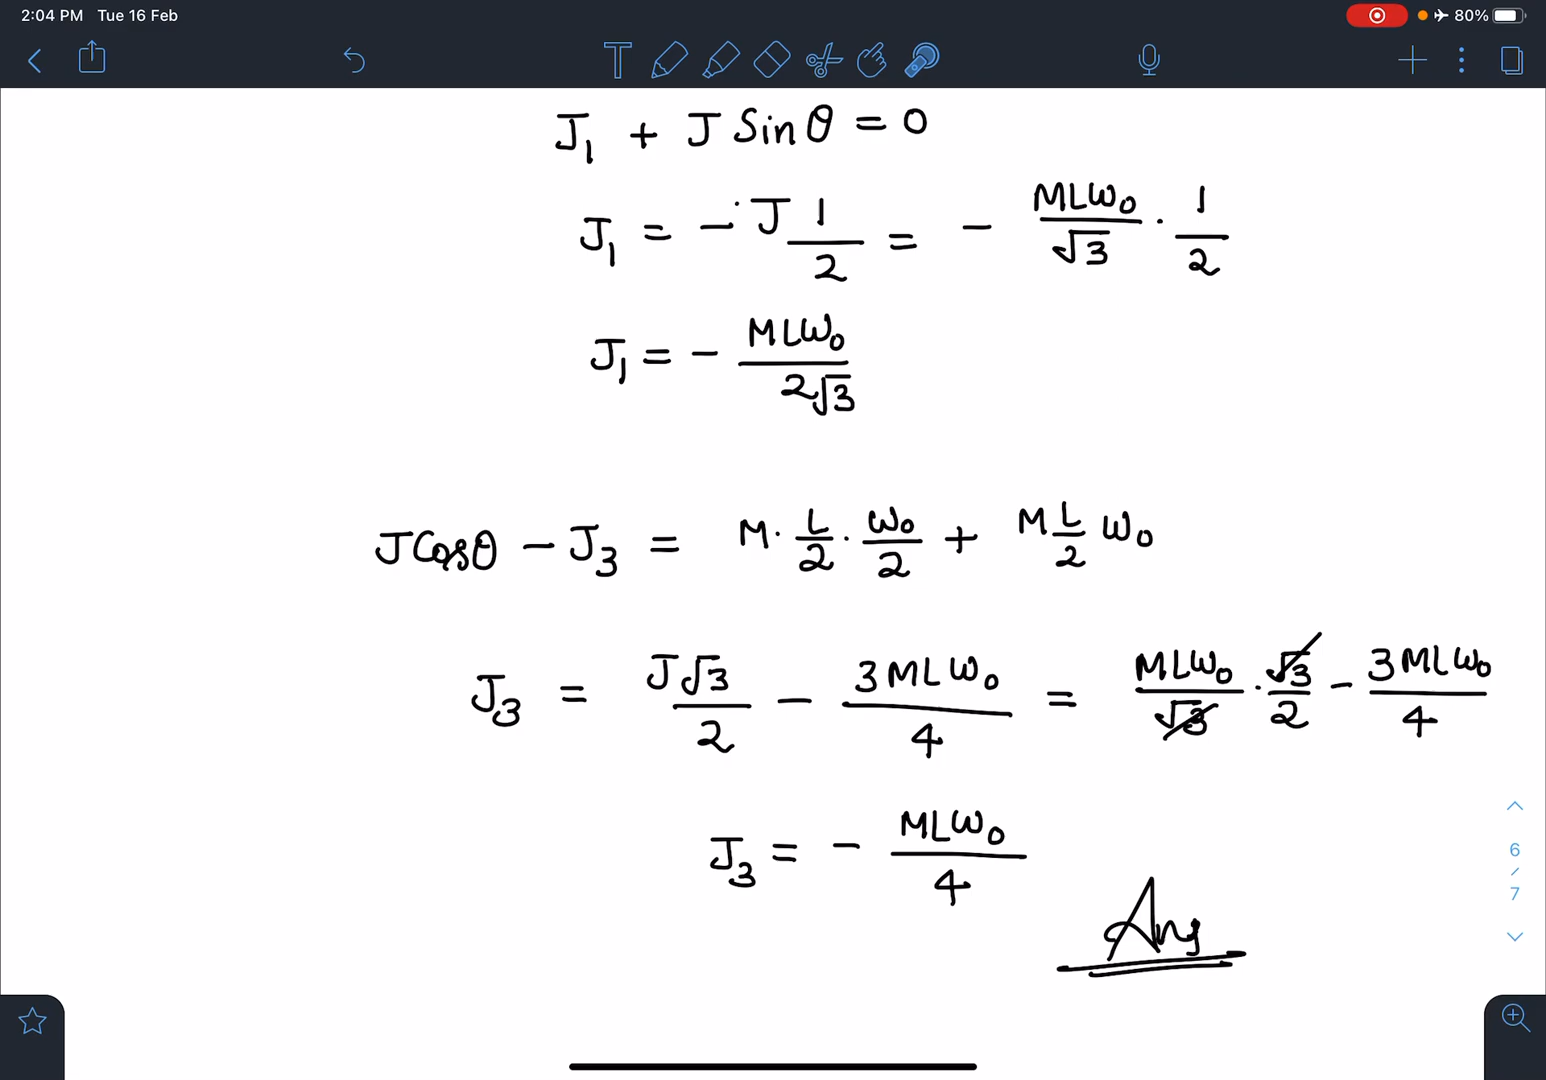 2:04 PM Tue 16 Feb 80%
J₁ + J Sinθ = 0
J₁ = - J 1/2 = - MLω₀/√3 · 1/2
J₁ = - MLω₀/2√3
JCosθ - J₃ = M · L/2 · ω₀/2 + M L/2 ω₀
J₃ = J√3/2 - 3MLω₀/4 = MLω₀/√3 · √3/2 - 3MLω₀/4
J₃ = - MLω₀/4
Ans
6
/
7